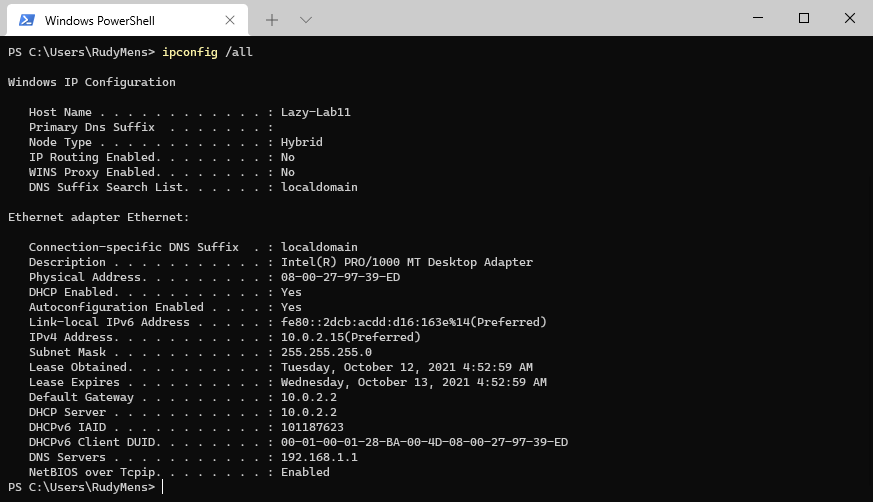 Windows PowerShell
PS C:\Users\RudyMens> ipconfig /all
Windows IP Configuration
Host Name . . . . . . . . . . . . : Lazy-Lab11
Primary Dns Suffix  . . . . . . . :
Node Type . . . . . . . . . . . . : Hybrid
IP Routing Enabled. . . . . . . . : No
WINS Proxy Enabled. . . . . . . . : No
DNS Suffix Search List. . . . . . : localdomain
Ethernet adapter Ethernet:
Connection-specific DNS Suffix  . : localdomain
Description . . . . . . . . . . . : Intel(R) PRO/1000 MT Desktop Adapter
Physical Address. . . . . . . . . : 08-00-27-97-39-ED
DHCP Enabled. . . . . . . . . . . : Yes
Autoconfiguration Enabled . . . . : Yes
Link-local IPv6 Address . . . . . : fe80::2dcb:acdd:d16:163e%14(Preferred)
IPv4 Address. . . . . . . . . . . : 10.0.2.15(Preferred)
Subnet Mask . . . . . . . . . . . : 255.255.255.0
Lease Obtained. . . . . . . . . . : Tuesday, October 12, 2021 4:52:59 AM
Lease Expires . . . . . . . . . . : Wednesday, October 13, 2021 4:52:59 AM
Default Gateway . . . . . . . . . : 10.0.2.2
DHCP Server . . . . . . . . . . . : 10.0.2.2
DHCPv6 IAID . . . . . . . . . . . : 101187623
DHCPv6 Client DUID. . . . . . . . : 00-01-00-01-28-BA-00-4D-08-00-27-97-39-ED
DNS Servers . . . . . . . . . . . : 192.168.1.1
NetBIOS over Tcpip. . . . . . . . : Enabled
PS C:\Users\RudyMens>